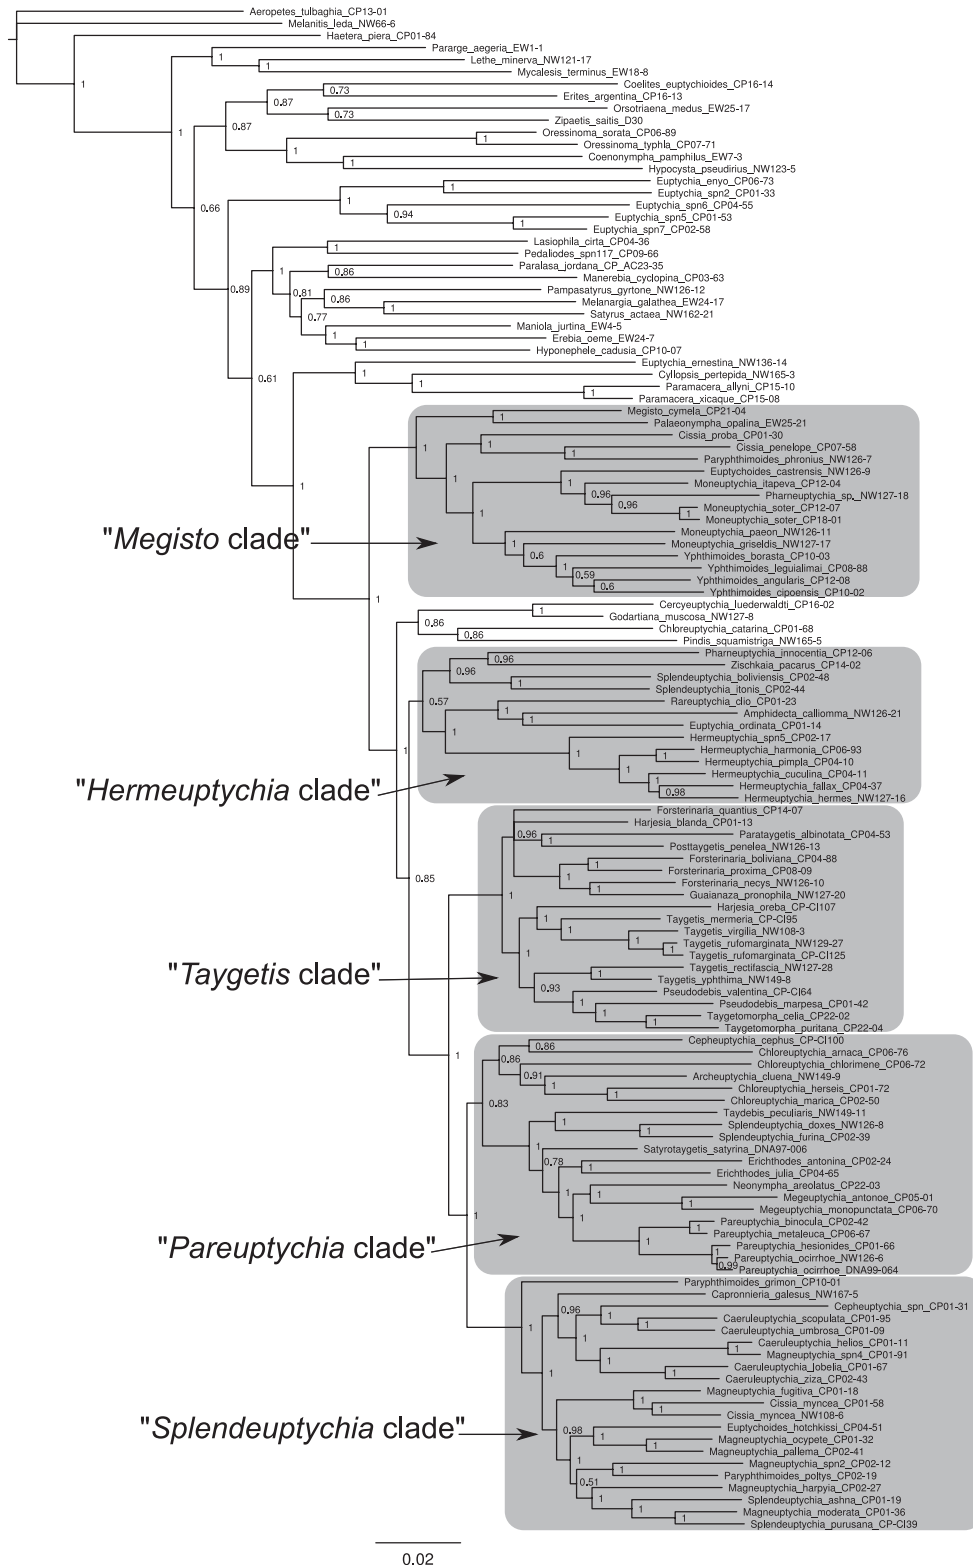 Aeropetes_tulbaghia_CP13-01
Melanitis_leda_NW66-6
Haetera_piera_CP01-84
Pararge_aegeria_EW1-1
1
Lethe_minerva_NW121-17
1
Mycalesis_terminus_EW18-8
1
Coelites_euptychioides_CP16-14
0.73
Erites_argentina_CP16-13
0.87
Orsotriaena_medus_EW25-17
0.73
Zipaetis_saitis_D30
0.87
1
Oressinoma_sorata_CP06-89
1
Oressinoma_typhla_CP07-71
1
Coenonympha_pamphilus_EW7-3
1
Hypocysta_pseudirius_NW123-5
Euptychia_enyo_CP06-73
1
Euptychia_spn2_CP01-33
1
0.66
Euptychia_spn6_CP04-55
0.94
Euptychia_spn5_CP01-53
1
Euptychia_spn7_CP02-58
Lasiophila_cirta_CP04-36
1
Pedaliodes_spn117_CP09-66
1
Paralasa_jordana_CP_AC23-35
0.86
Manerebia_cyclopina_CP03-63
0.89
0.81
Pampasatyrus_gyrtone_NW126-12
0.86
Melanargia_galathea_EW24-17
1
Satyrus_actaea_NW162-21
0.77
Maniola_jurtina_EW4-5
1
Erebia_oeme_EW24-7
1
Hyponephele_cadusia_CP10-07
Euptychia_ernestina_NW136-14
1
0.61
Cyllopsis_pertepida_NW165-3
1
Paramacera_allyni_CP15-10
1
Paramacera_xicaque_CP15-08
Megisto_cymela_CP21-04
1
Palaeonympha_opalina_EW25-21
1
Cissia_proba_CP01-30
1
Cissia_penelope_CP07-58
1
Paryphthimoides_phronius_NW126-7
1
Euptychoides_castrensis_NW126-9
1
Moneuptychia_itapeva_CP12-04
0.96
Pharneuptychia_sp._NW127-18
0.96
Moneuptychia_soter_CP12-07
1
Moneuptychia_soter_CP18-01
1
Moneuptychia_paeon_NW126-11
1
"Megisto clade"
Moneuptychia_griseldis_NW127-17
0.6
Yphthimoides_borasta_CP10-03
1
Yphthimoides_leguialimai_CP08-88
0.59
Yphthimoides_angularis_CP12-08
0.6
Yphthimoides_cipoensis_CP10-02
1
1
Cercyeuptychia_luederwaldti_CP16-02
1
Godartiana_muscosa_NW127-8
0.86
Chloreuptychia_catarina_CP01-68
0.86
Pindis_squamistriga_NW165-5
Pharneuptychia_innocentia_CP12-06
0.96
Zischkaia_pacarus_CP14-02
0.96
Splendeuptychia_boliviensis_CP02-48
1
Splendeuptychia_itonis_CP02-44
0.57
Rareuptychia_clio_CP01-23
1
Amphidecta_calliomma_NW126-21
1
Euptychia_ordinata_CP01-14
1
Hermeuptychia_spn5_CP02-17
1
Hermeuptychia_harmonia_CP06-93
1
Hermeuptychia_pimpla_CP04-10
1
Hermeuptychia_cuculina_CP04-11
1
Hermeuptychia_fallax_CP04-37
0.98
Hermeuptychia_hermes_NW127-16
"Hermeuptychia clade"
1
Forsterinaria_quantius_CP14-07
Harjesia_blanda_CP01-13
0.96
Parataygetis_albinotata_CP04-53
Posttaygetis_penelea_NW126-13
1
Forsterinaria_boliviana_CP04-88
1
Forsterinaria_proxima_CP08-09
1
Forsterinaria_necys_NW126-10
1
Guaianaza_pronophila_NW127-20
0.85
1
Harjesia_oreba_CP-CI107
1
Taygetis_mermeria_CP-CI95
1
Taygetis_virgilia_NW108-3
1
Taygetis_rufomarginata_NW129-27
1
Taygetis_rufomarginata_CP-CI125
1
Taygetis_rectifascia_NW127-28
1
Taygetis_ypthima_NW149-8
"Taygetis clade"
0.93
Pseudodebis_valentina_CP-CI64
1
Pseudodebis_marpesa_CP01-42
1
Taygetomorpha_celia_CP22-02
1
Taygetomorpha_puritana_CP22-04
1
Cepheuptychia_cephus_CP-CI100
0.86
Chloreuptychia_arnaca_CP06-76
0.86
Chloreuptychia_chlorimene_CP06-72
0.91
Archeuptychia_cluena_NW149-9
1
Chloreuptychia_herseis_CP01-72
1
Chloreuptychia_marica_CP02-50
0.83
Taydebis_peculiaris_NW149-11
1
Splendeuptychia_doxes_NW126-8
1
Splendeuptychia_furina_CP02-39
1
Satyrotaygetis_satyrina_DNA97-006
0.78
Erichthodes_antonina_CP02-24
1
Erichthodes_julia_CP04-65
1
Neonympha_areolatus_CP22-03
1
Megeuptychia_antonoe_CP05-01
1
Megeuptychia_monopunctata_CP06-70
1
Pareuptychia_binocula_CP02-42
1
Pareuptychia_metaleuca_CP06-67
1
Pareuptychia_hesionides_CP01-66
1
Pareuptychia_ocirrhoe_NW126-6
0.99
Pareuptychia_ocirrhoe_DNA99-064
1
"Pareuptychia clade"
Paryphthimoides_grimon_CP10-01
Capronnieria_galesus_NW167-5
0.96
Cepheuptychia_spn_CP01-31
1
Caeruleuptychia_scopulata_CP01-95
1
Caeruleuptychia_umbrosa_CP01-09
1
1
Caeruleuptychia_helios_CP01-11
1
Magneuptychia_spn4_CP01-91
1
Caeruleuptychia_lobelia_CP01-67
1
Caeruleuptychia_ziza_CP02-43
1
Magneuptychia_fugitiva_CP01-18
1
Cissia_myncea_CP01-58
1
Cissia_myncea_NW108-6
"Splendeuptychia clade"
0.98
Euptychoides_hotchkissi_CP04-51
1
Magneuptychia_ocypete_CP01-32
1
Magneuptychia_pallema_CP02-41
1
Magneuptychia_spn2_CP02-12
1
Paryphthimoides_poltys_CP02-19
0.51
Magneuptychia_harpyia_CP02-27
1
Splendeuptychia_ashna_CP01-19
1
Magneuptychia_moderata_CP01-36
1
Splendeuptychia_purusana_CP-CI39
0.02